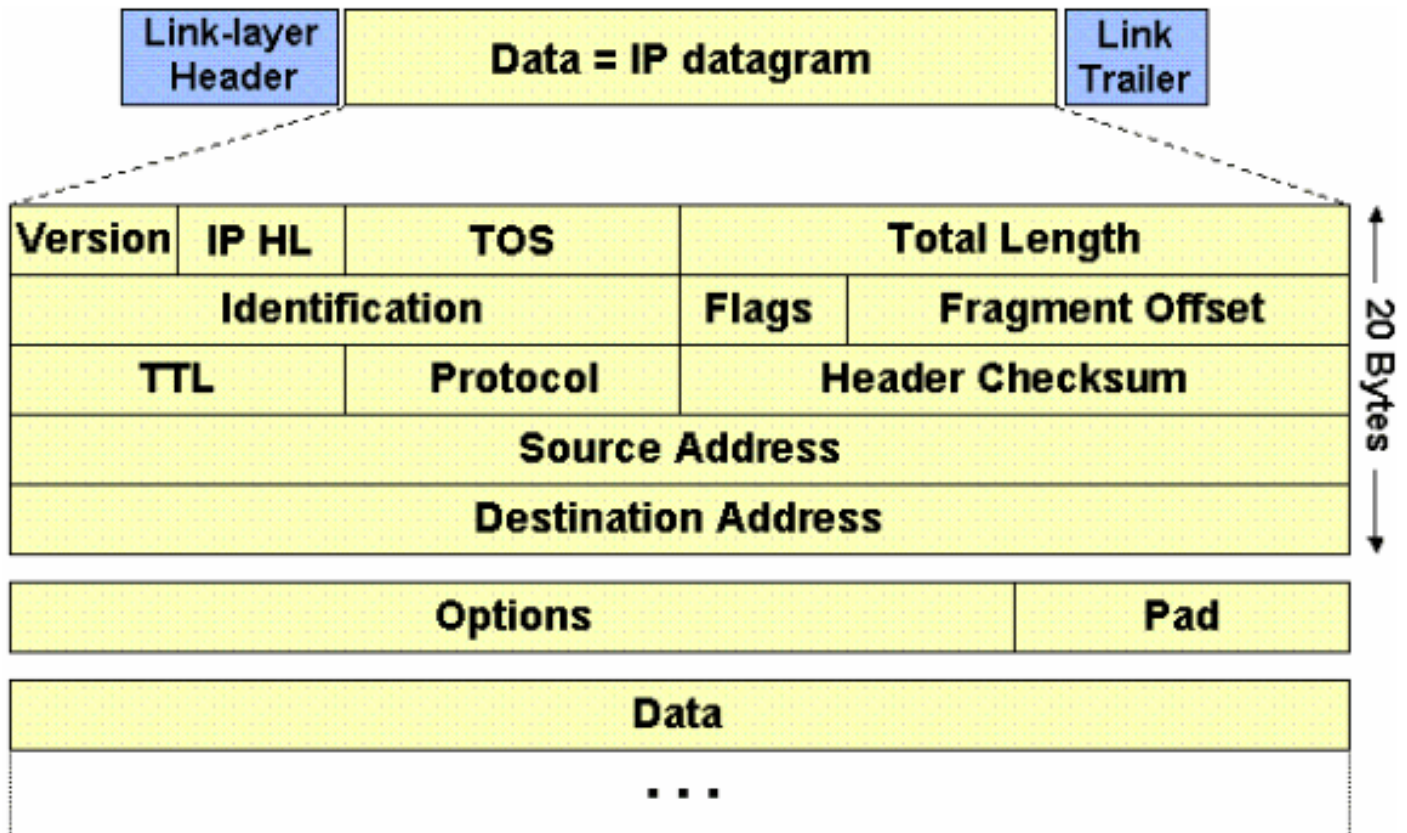 Link-layer
Header
Data = IP datagram
Link
Trailer
Version IP HL TOS Total Length
Identification Flags Fragment Offset
TTL Protocol Header Checksum
Source Address
Destination Address
20 Bytes
Options Pad
Data
...